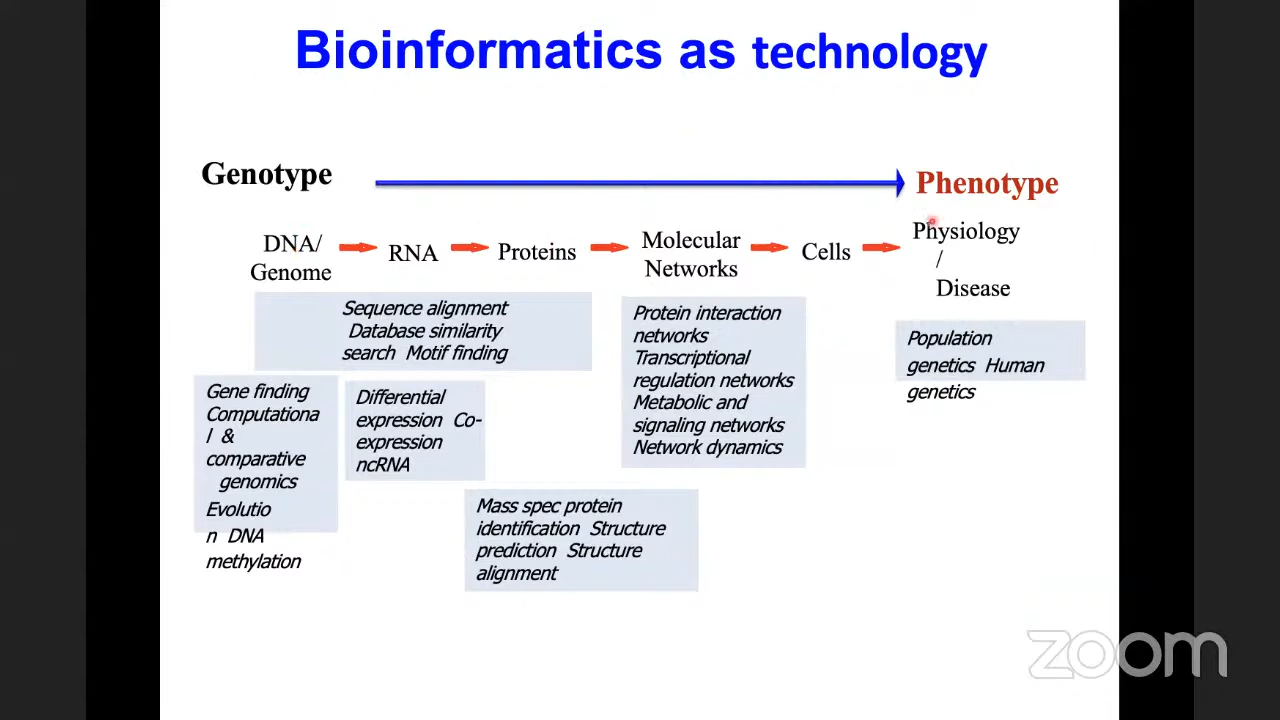 Bioinformatics as technology
Genotype
Phenotype
DNA/
Genome
RNA
Proteins
Molecular
Networks
Cells
Physiology
/
Disease
Sequence alignment
Database similarity
search Motif finding
Protein interaction
networks
Transcriptional
regulation networks
Metabolic and
signaling networks
Network dynamics
Population
genetics Human
genetics
Gene finding
Computationa
l &
comparative
genomics
Evolutio
n DNA
methylation
Differential
expression Co-
expression
ncRNA
Mass spec protein
identification Structure
prediction Structure
alignment
zoom